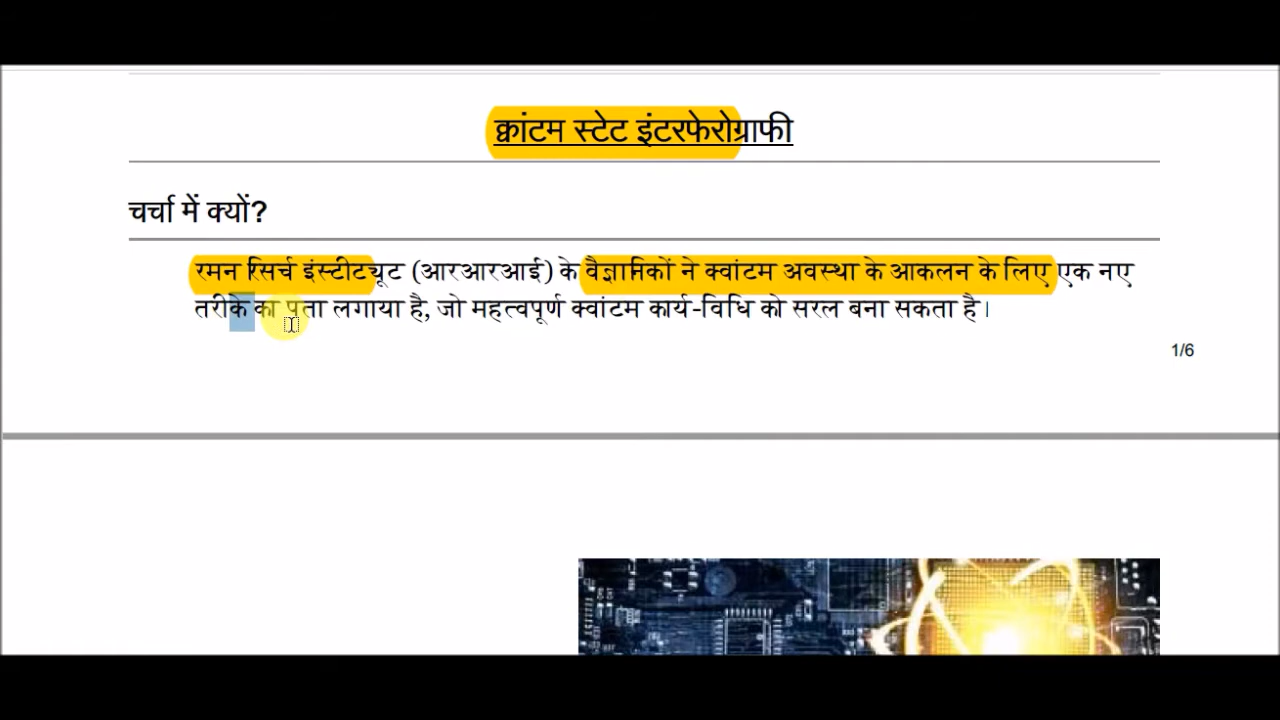 क्वांटम स्टेट इंटरफेरोग्राफी
चर्चा में क्यों?
रमन रिसर्च इंस्टीट्यूट (आरआरआई) के वैज्ञानिकों ने क्वांटम अवस्था के आकलन के लिए एक नए
तरीके का पता लगाया है, जो महत्वपूर्ण क्वांटम कार्य-विधि को सरल बना सकता है।
1/6